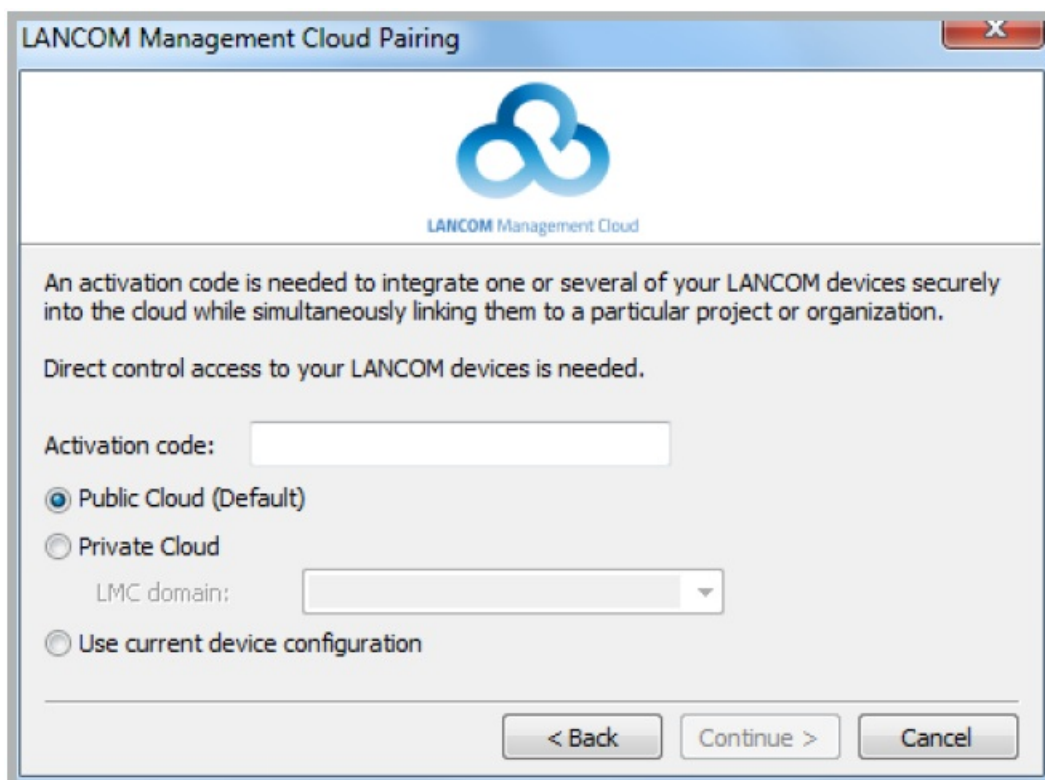 LANCOM Management Cloud Pairing
LANCOM Management Cloud
An activation code is needed to integrate one or several of your LANCOM devices securely
into the cloud while simultaneously linking them to a particular project or organization.
Direct control access to your LANCOM devices is needed.
Activation code:
Public Cloud (Default)
Private Cloud
LMC domain:
Use current device configuration
< Back Continue > Cancel